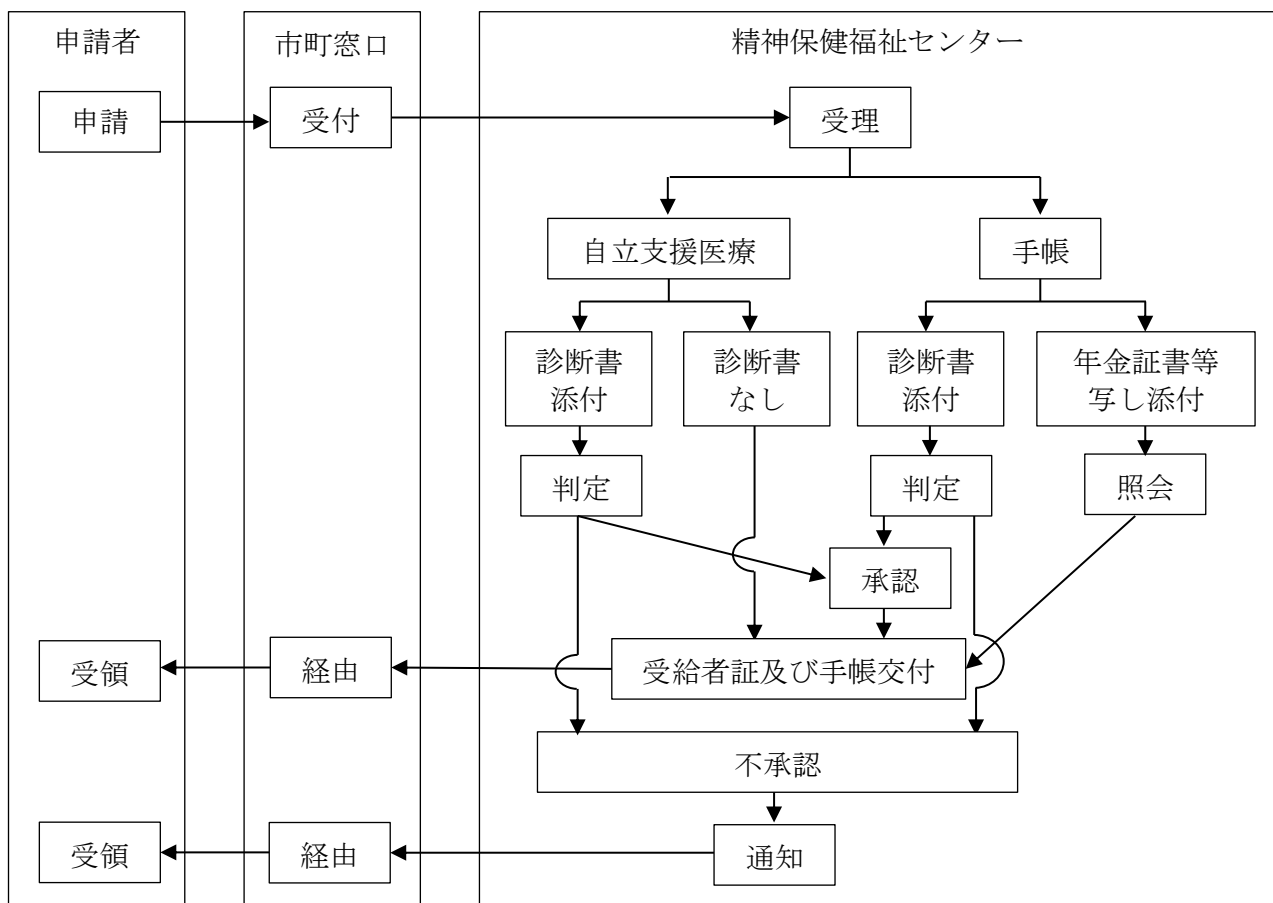 申請者
市町窓口
精神保健福祉センター
申請
受付
受理
自立支援医療
手帳
診断書
添付
診断書
なし
診断書
添付
年金証書等
写し添付
判定
判定
照会
承認
受領
経由
受給者証及び手帳交付
不承認
受領
経由
通知